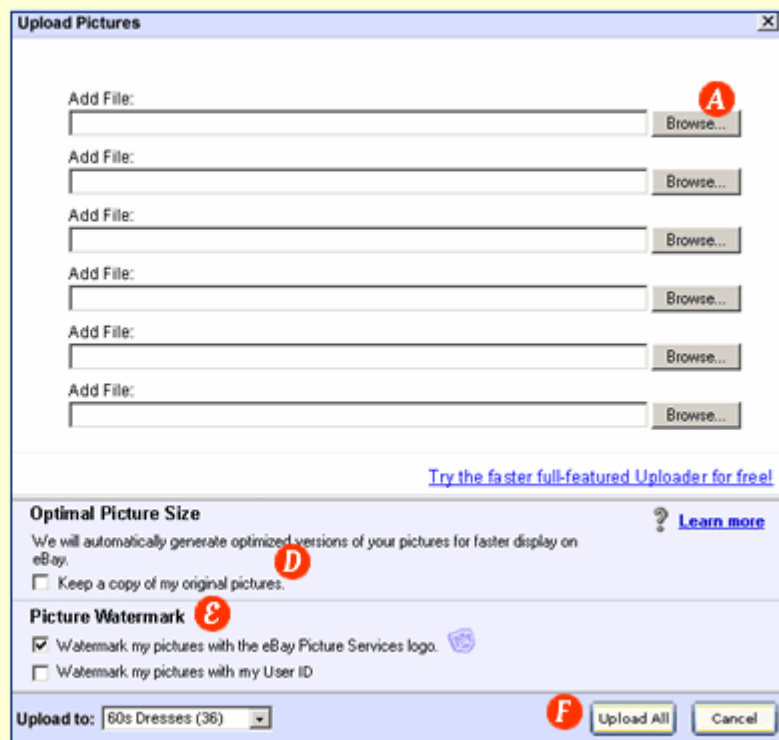 Upload Pictures
A
Add File:
Browse...
Add File:
Browse...
Add File:
Browse...
Add File:
Browse...
Add File:
Browse...
Add File:
Browse...
Try the faster full-featured Uploader for free!
Optimal Picture Size
? Learn more
We will automatically generate optimized versions of your pictures for faster display on
eBay.
D
Keep a copy of my original pictures.
Picture Watermark E
Watermark my pictures with the eBay Picture Services logo.
Watermark my pictures with my User ID
Upload to: 60s Dresses (36) F Upload All Cancel